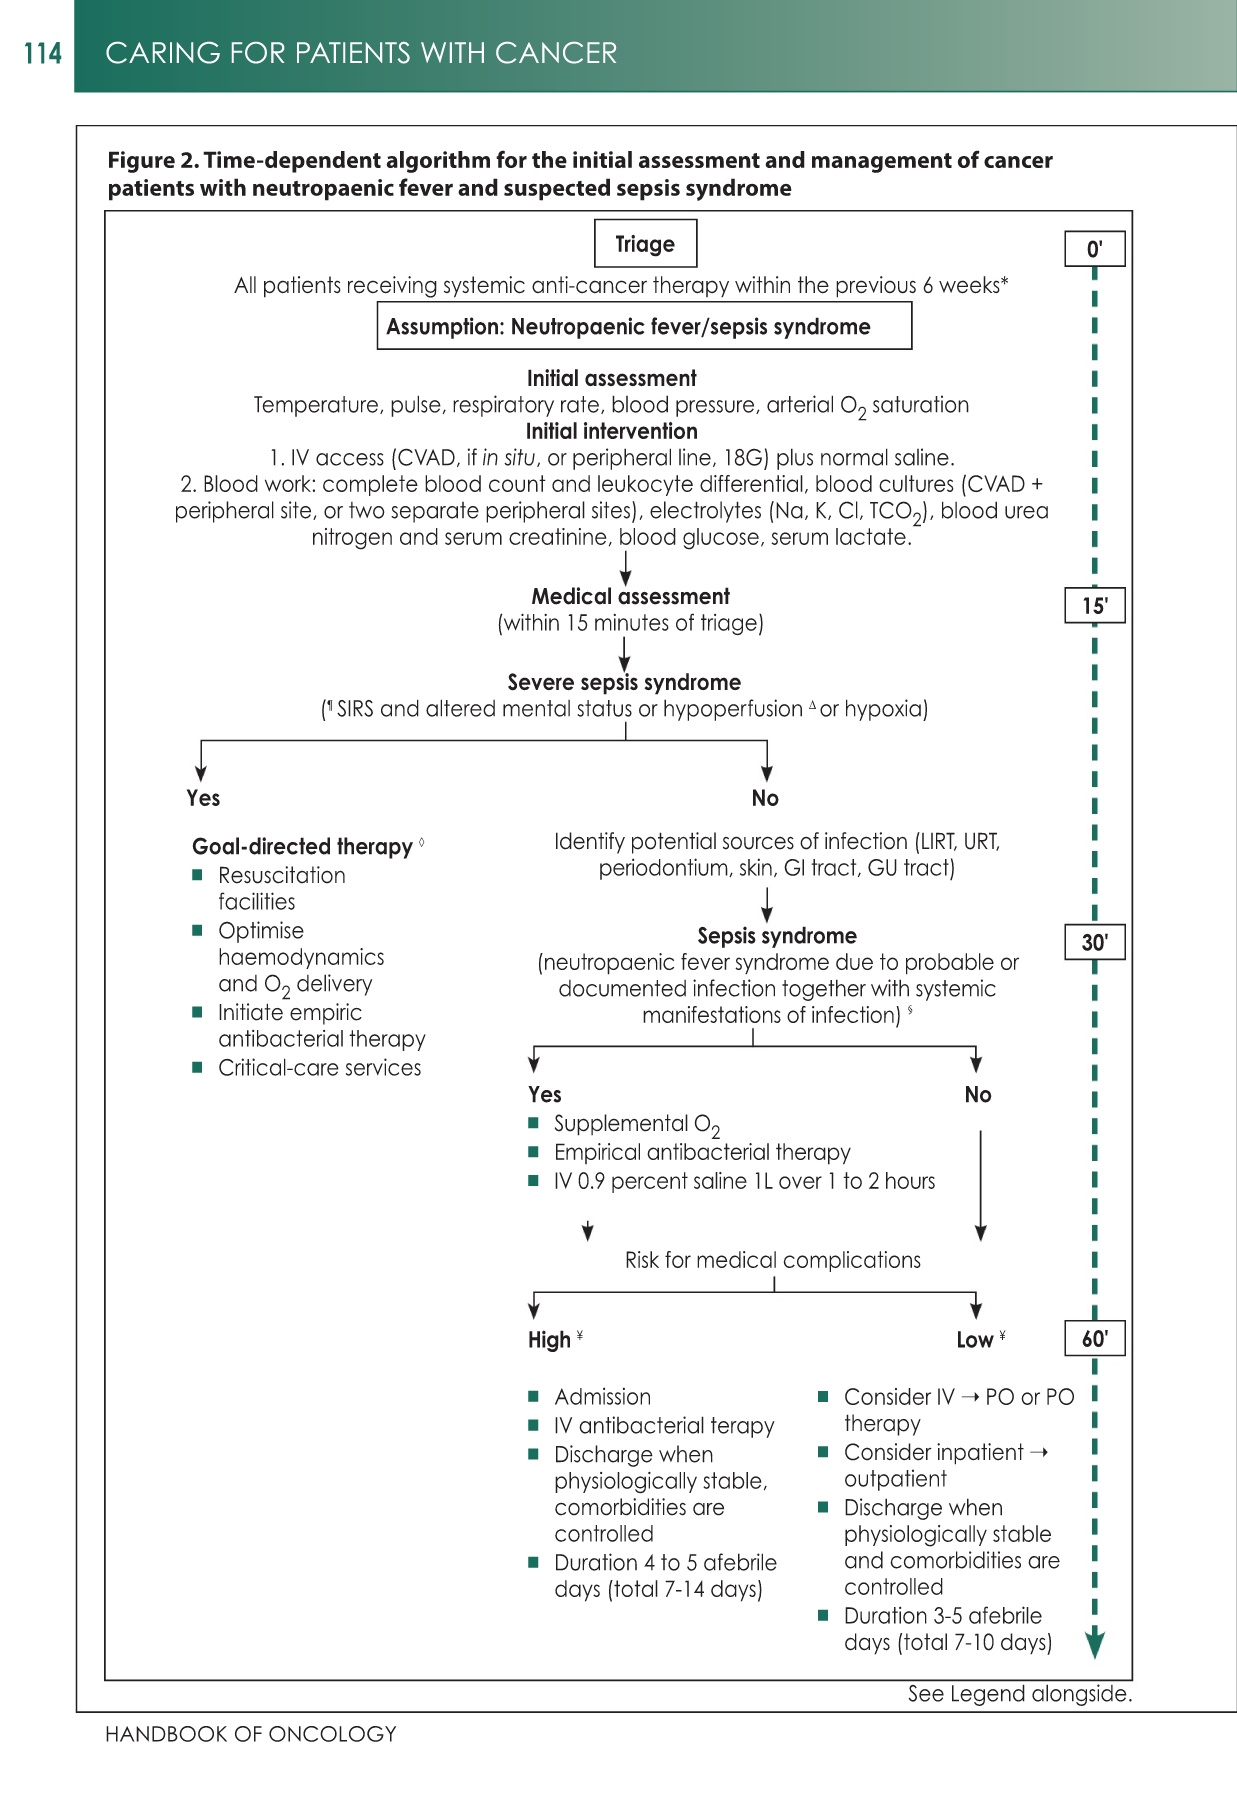 114
CARING FOR PATIENTS WITH CANCER
Figure 2. Time-dependent algorithm for the initial assessment and management of cancer
patients with neutropaenic fever and suspected sepsis syndrome
Triage
0'
All patients receiving systemic anti-cancer therapy within the previous 6 weeks*
Assumption: Neutropaenic fever/sepsis syndrome
Initial assessment
Temperature, pulse, respiratory rate, blood pressure, arterial O2 saturation
Initial intervention
1. IV access (CVAD, if in situ, or peripheral line, 18G) plus normal saline.
2. Blood work: complete blood count and leukocyte differential, blood cultures (CVAD +
peripheral site, or two separate peripheral sites), electrolytes (Na, K, Cl, TCO2), blood urea
nitrogen and serum creatinine, blood glucose, serum lactate.
Medical assessment
15'
(within 15 minutes of triage)
Severe sepsis syndrome
(¶ SIRS and altered mental status or hypoperfusion Δ or hypoxia)
Yes
No
Goal-directed therapy ◊
Resuscitation
facilities
Optimise
haemodynamics
and O2 delivery
Initiate empiric
antibacterial therapy
Critical-care services
Identify potential sources of infection (LIRT, URT,
periodontium, skin, GI tract, GU tract)
Sepsis syndrome
30'
(neutropaenic fever syndrome due to probable or
documented infection together with systemic
manifestations of infection) §
Yes
No
Supplemental O2
Empirical antibacterial therapy
IV 0.9 percent saline 1L over 1 to 2 hours
Risk for medical complications
High ¥
Low ¥
60'
Admission
IV antibacterial terapy
Discharge when
physiologically stable,
comorbidities are
controlled
Duration 4 to 5 afebrile
days (total 7-14 days)
Consider IV → PO or PO
therapy
Consider inpatient →
outpatient
Discharge when
physiologically stable
and comorbidities are
controlled
Duration 3-5 afebrile
days (total 7-10 days)
See Legend alongside.
HANDBOOK OF ONCOLOGY